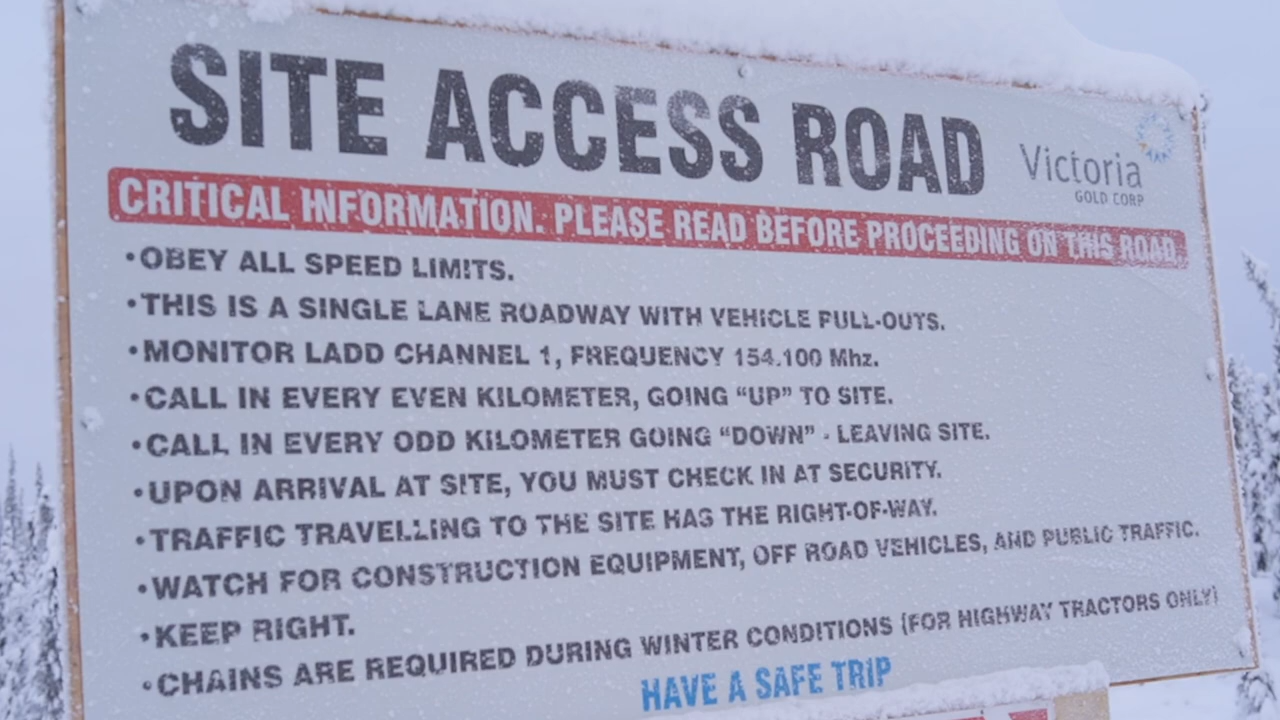 SITE ACCESS ROAD
Victoria
GOLD CORP
CRITICAL INFORMATION. PLEASE READ BEFORE PROCEEDING ON THIS ROAD.
•OBEY ALL SPEED LIMITS.
•THIS IS A SINGLE LANE ROADWAY WITH VEHICLE PULL-OUTS.
•MONITOR LADD CHANNEL 1, FREQUENCY 154.100 Mhz.
•CALL IN EVERY EVEN KILOMETER, GOING “UP” TO SITE.
•CALL IN EVERY ODD KILOMETER GOING “DOWN” - LEAVING SITE.
•UPON ARRIVAL AT SITE, YOU MUST CHECK IN AT SECURITY.
•TRAFFIC TRAVELLING TO THE SITE HAS THE RIGHT-OF-WAY.
•WATCH FOR CONSTRUCTION EQUIPMENT, OFF ROAD VEHICLES, AND PUBLIC TRAFFIC.
•KEEP RIGHT.
•CHAINS ARE REQUIRED DURING WINTER CONDITIONS (FOR HIGHWAY TRACTORS ONLY)
HAVE A SAFE TRIP